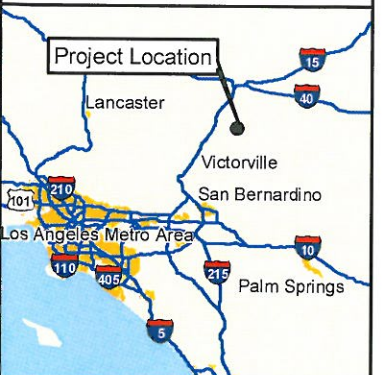 Project Location
15
40
Lancaster
Victorville
101
210
San Bernardino
Los Angeles Metro Area
10
110
405
215
Palm Springs
5